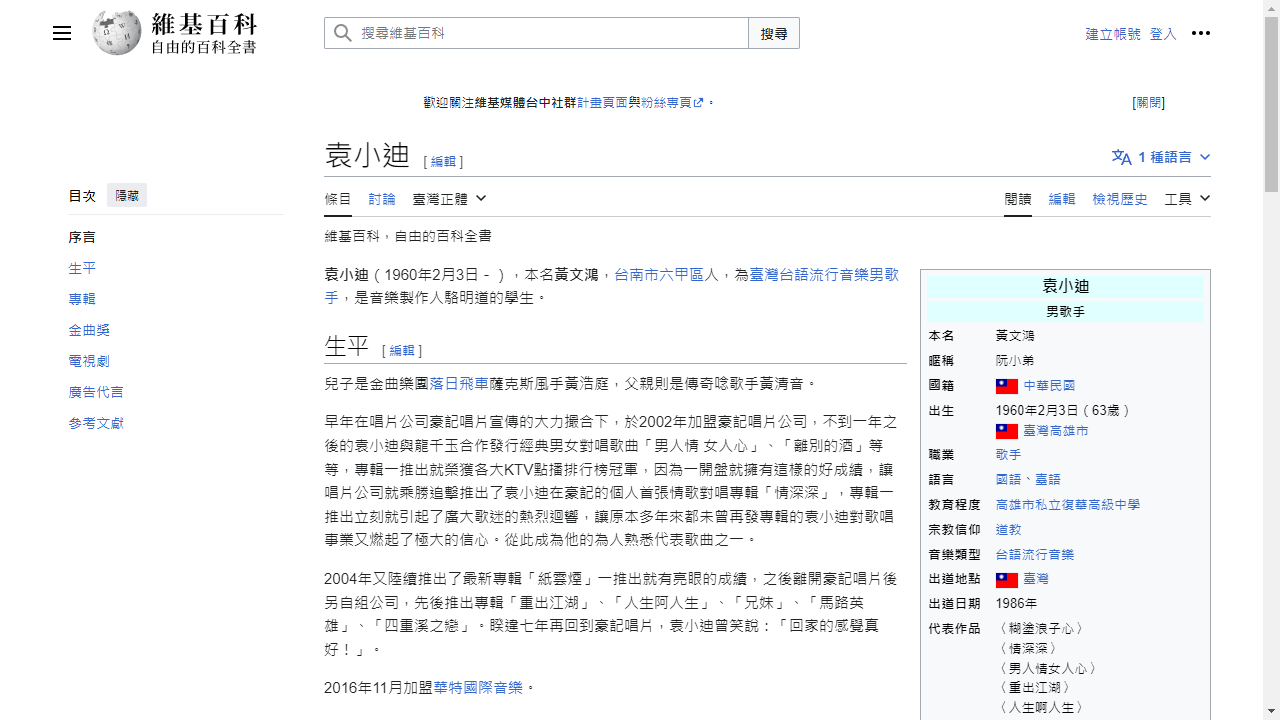 維基百科
自由的百科全書
搜尋維基百科
搜尋
建立帳號 登入
歡迎關注維基媒體台中社群計畫頁面與粉絲專頁。
[關閉]
袁小迪 [編輯]
1 種語言
目次 隱藏
序言
生平
專輯
金曲獎
電視劇
廣告代言
參考文獻
條目 討論 臺灣正體
閱讀 編輯 檢視歷史 工具
維基百科,自由的百科全書
袁小迪(1960年2月3日-),本名黃文鴻,台南市六甲區人,為臺灣台語流行音樂男歌
手,是音樂製作人駱明道的學生。
生平 [編輯]
兒子是金曲樂團落日飛車薩克斯風手黃浩庭,父親則是傳奇唸歌手黃清音。
早年在唱片公司豪記唱片宣傳的大力撮合下,於2002年加盟豪記唱片公司,不到一年之
後的袁小迪與龍千玉合作發行經典男女對唱歌曲「男人情 女人心」、「離別的酒」等
等,專輯一推出就榮獲各大KTV點播排行榜冠軍,因為一開盤就擁有這樣的好成績,讓
唱片公司就乘勝追擊推出了袁小迪在豪記的個人首張情歌對唱專輯「情深深」,專輯一
推出立刻就引起了廣大歌迷的熱烈迴響,讓原本多年來都未曾再發專輯的袁小迪對歌唱
事業又燃起了極大的信心。從此成為他的為人熟悉代表歌曲之一。
2004年又陸續推出了最新專輯「紙雲煙」一推出就有亮眼的成績,之後離開豪記唱片後
另自組公司,先後推出專輯「重出江湖」、「人生阿人生」、「兄妹」、「馬路英
雄」、「四重溪之戀」。睽違七年再回到豪記唱片,袁小迪曾笑說:「回家的感覺真
好!」。
2016年11月加盟華特國際音樂。
袁小迪
男歌手
本名 黃文鴻
暱稱 阮小弟
國籍 中華民國
出生 1960年2月3日(63歲)
臺灣高雄市
職業 歌手
語言 國語、臺語
教育程度 高雄市私立復華高級中學
宗教信仰 道教
音樂類型 台語流行音樂
出道地點 臺灣
出道日期 1986年
代表作品 〈糊塗浪子心〉
〈情深深〉
〈男人情女人心〉
〈重出江湖〉
〈人生啊人生〉